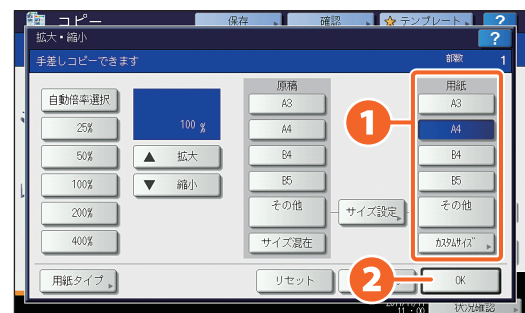 コピー 保存 確認 テンプレート ?
拡大・縮小 ?
手差しコピーできます 部数 1
原稿 用紙
自動倍率選択 A3 A3
25% 100 % A4 1 A4
50% ▲ 拡大 B4 B4
100% ▼ 縮小 B5 B5
200% その他 サイズ設定 その他
400% サイズ混在 カスタムサイズ
用紙タイプ リセット 2 OK
11:00 状況確認